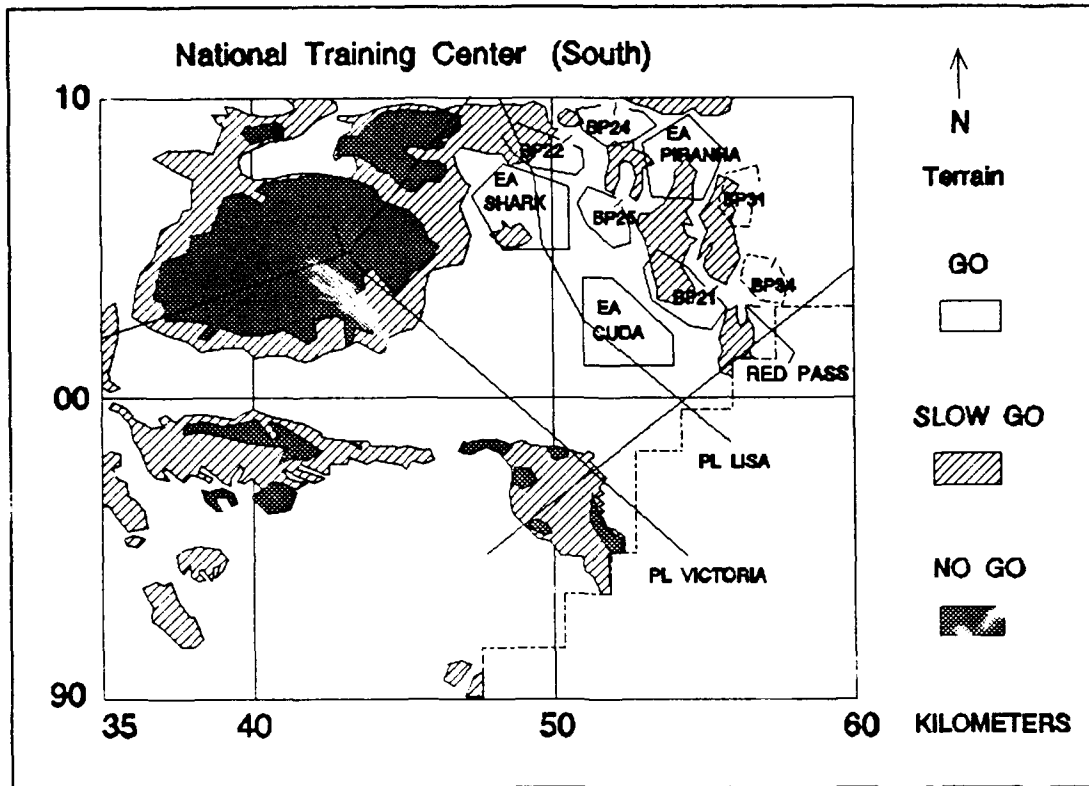 National Training Center (South)
10
00
90
35
40
50
60
KILOMETERS
N
Terrain
GO
SLOW GO
NO GO
BP24
EA
PIRANHA
BP22
EA
SHARK
BP25
BP31
BP34
BP21
EA
CUDA
RED PASS
PL LISA
PL VICTORIA